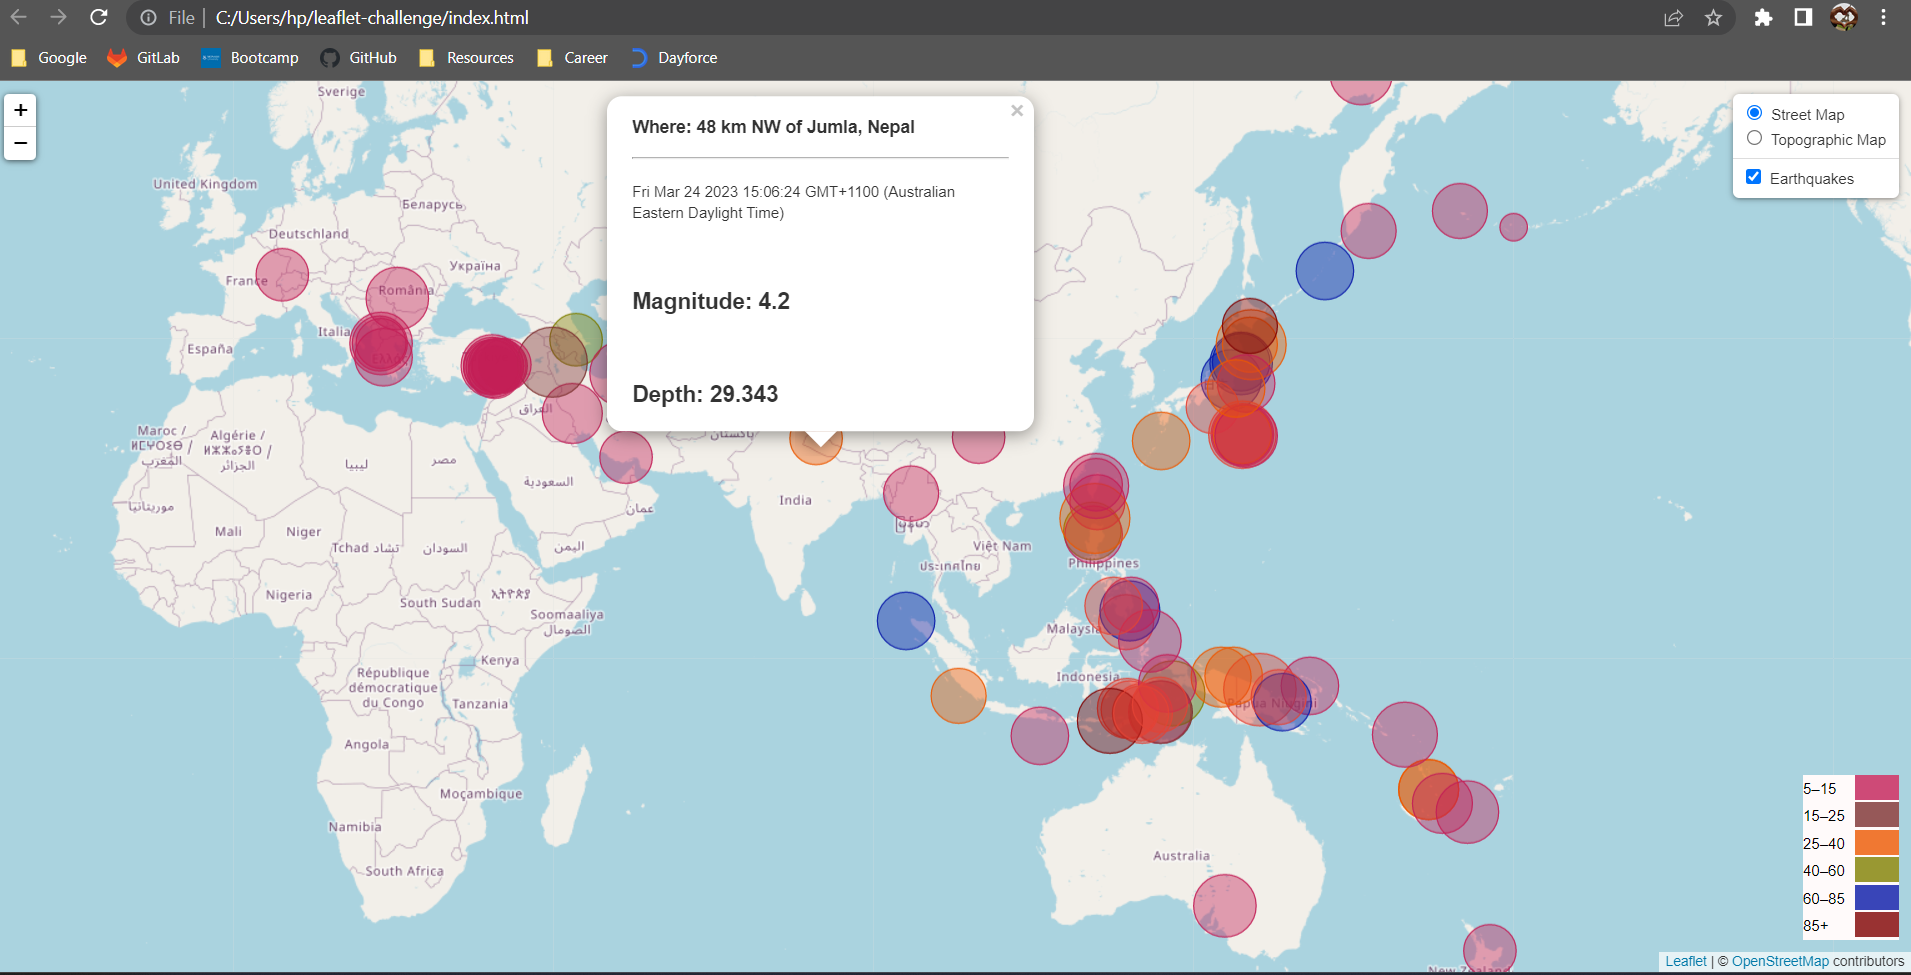 File | C:/Users/hp/leaflet-challenge/index.html
Google GitLab Bootcamp GitHub Resources Career Dayforce
+
−
Where: 48 km NW of Jumla, Nepal
×
Fri Mar 24 2023 15:06:24 GMT+1100 (Australian
Eastern Daylight Time)
Magnitude: 4.2
Depth: 29.343
Street Map
Topographic Map
Earthquakes
Sverige
United Kingdom
Беларусь
Deutschland
Україна
France
România
Italia
España
العراق
پاکستان
Maroc /
ⵍⵎⵖⵔⵉⴱ /
المغرب
Algérie /
ⵍⵣⵣⴰⵢⴻⵔ /
الجزائر
ليبيا
مصر
السعودية
عمان
India
موريتانيا
Mali
Niger
Tchad تشاد
السودان
اليمن
Việt Nam
ประเทศไทย
Philippines
Nigeria
South Sudan
ኢትዮጵያ
Soomaaliya
الصومال
Malaysia
Kenya
Indonesia
République
démocratique
du Congo
Tanzania
Papua Niugini
Angola
Moçambique
Namibia
South Africa
Australia
New Zealand
5–15
15–25
25–40
40–60
60–85
85+
Leaflet | © OpenStreetMap contributors